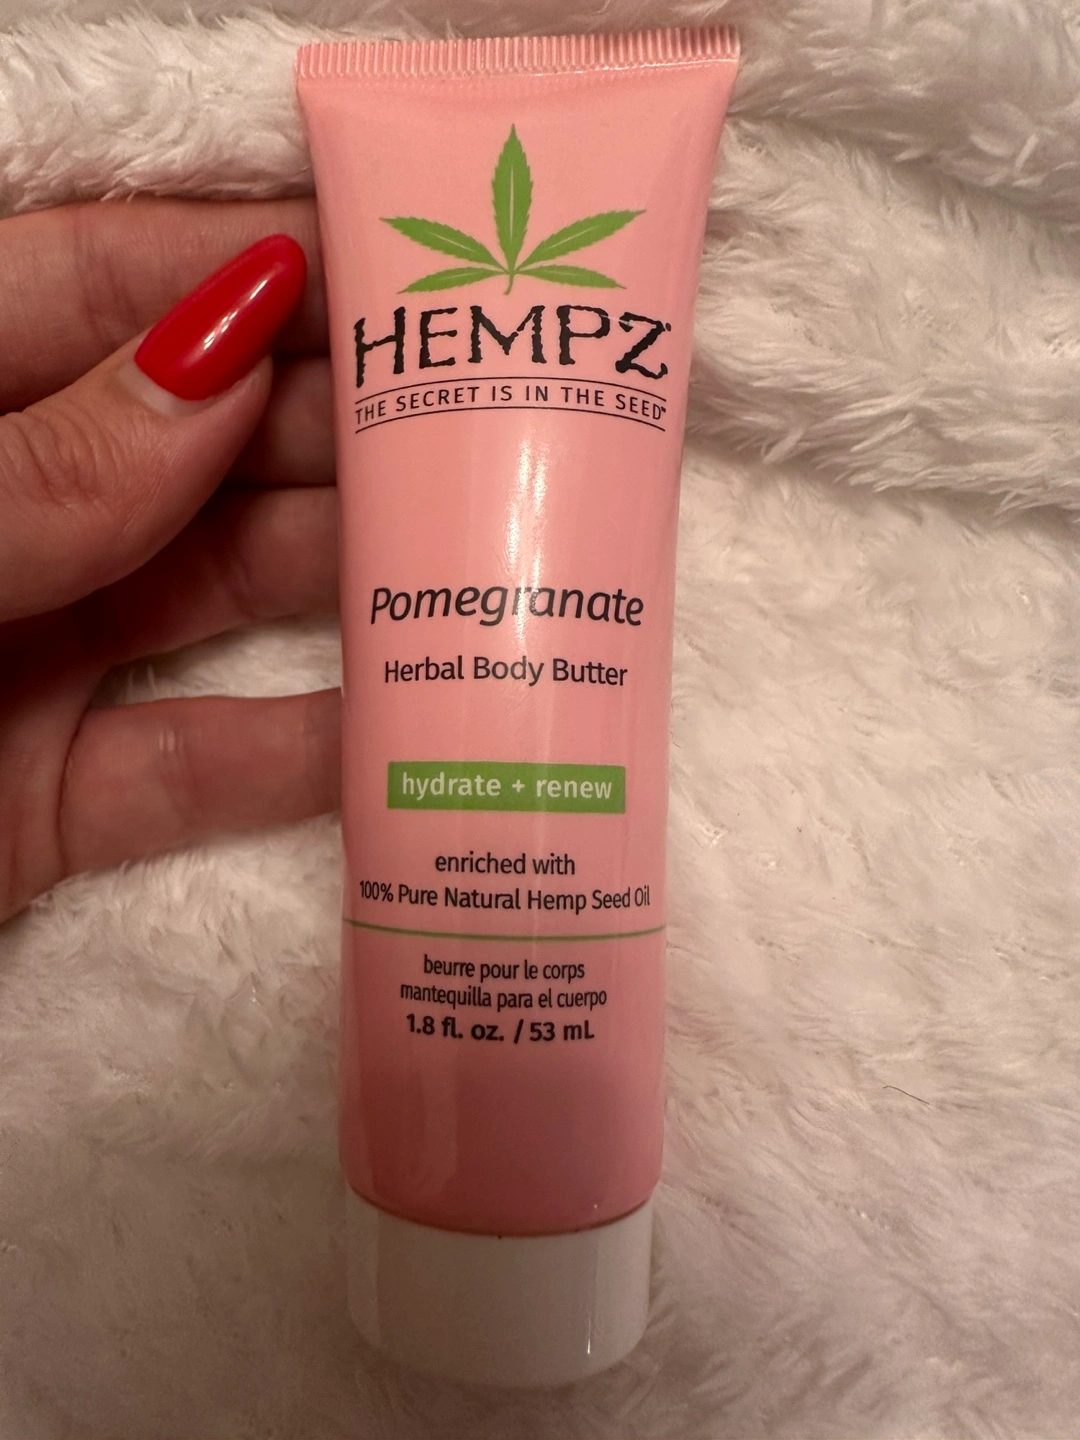 HEMPZ
THE SECRET IS IN THE SEED™
Pomegranate
Herbal Body Butter
hydrate + renew
enriched with
100% Pure Natural Hemp Seed Oil
beurre pour le corps
mantequilla para el cuerpo
1.8 fl. oz. / 53 mL